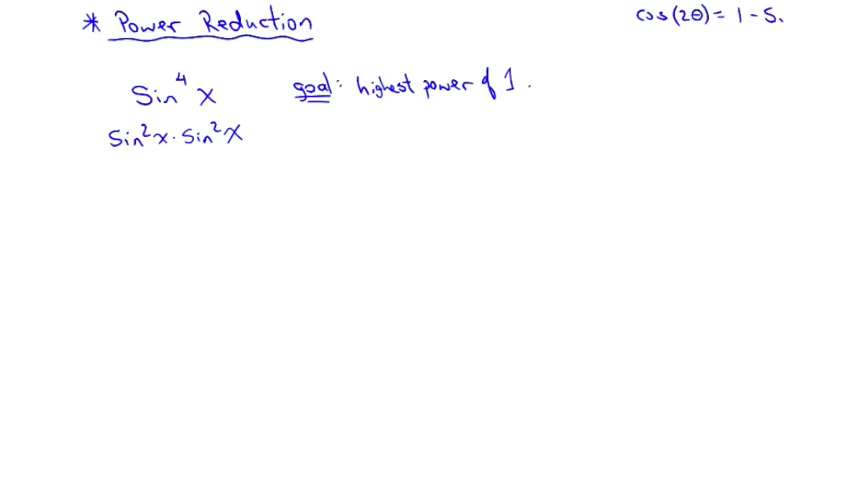 * Power Reduction
cos(2θ) = 1 - S.
Sin⁴ x
goal: highest power of 1.
Sin²x · Sin²x